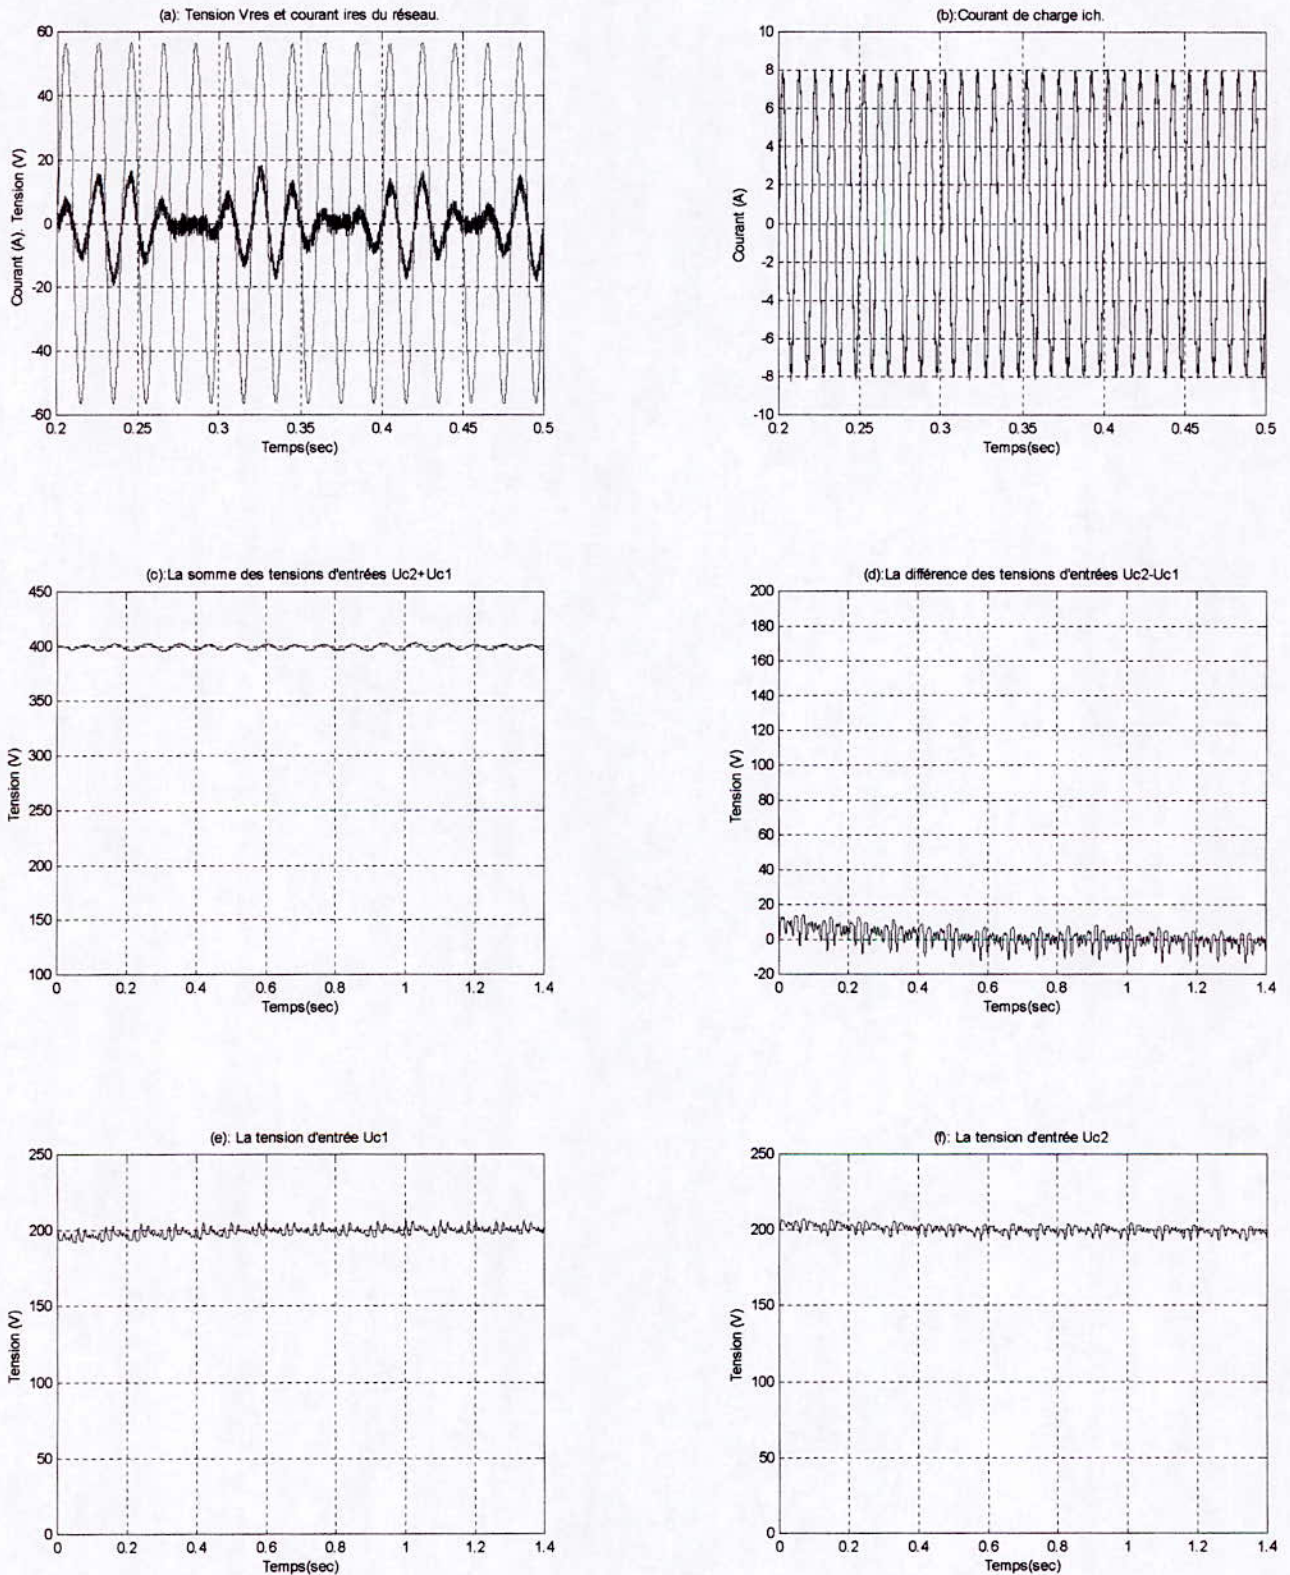 (a): Tension Vres et courant ires du réseau.
60
40
20
0
-20
-40
-60
Courant (A). Tension (V)
0.2 0.25 0.3 0.35 0.4 0.45 0.5
Temps(sec)
(b):Courant de charge ich.
10
8
6
4
2
0
-2
-4
-6
-8
-10
Courant (A)
0.2 0.25 0.3 0.35 0.4 0.45 0.5
Temps(sec)
(c):La somme des tensions d'entrées Uc2+Uc1
450
400
350
300
250
200
150
100
Tension (V)
0 0.2 0.4 0.6 0.8 1 1.2 1.4
Temps(sec)
(d):La différence des tensions d'entrées Uc2-Uc1
200
180
160
140
120
100
80
60
40
20
0
-20
Tension (V)
0 0.2 0.4 0.6 0.8 1 1.2 1.4
Temps(sec)
(e): La tension d'entrée Uc1
250
200
150
100
50
0
Tension (V)
0 0.2 0.4 0.6 0.8 1 1.2 1.4
Temps(sec)
(f): La tension d'entrée Uc2
250
200
150
100
50
0
Tension (V)
0 0.2 0.4 0.6 0.8 1 1.2 1.4
Temps(sec)